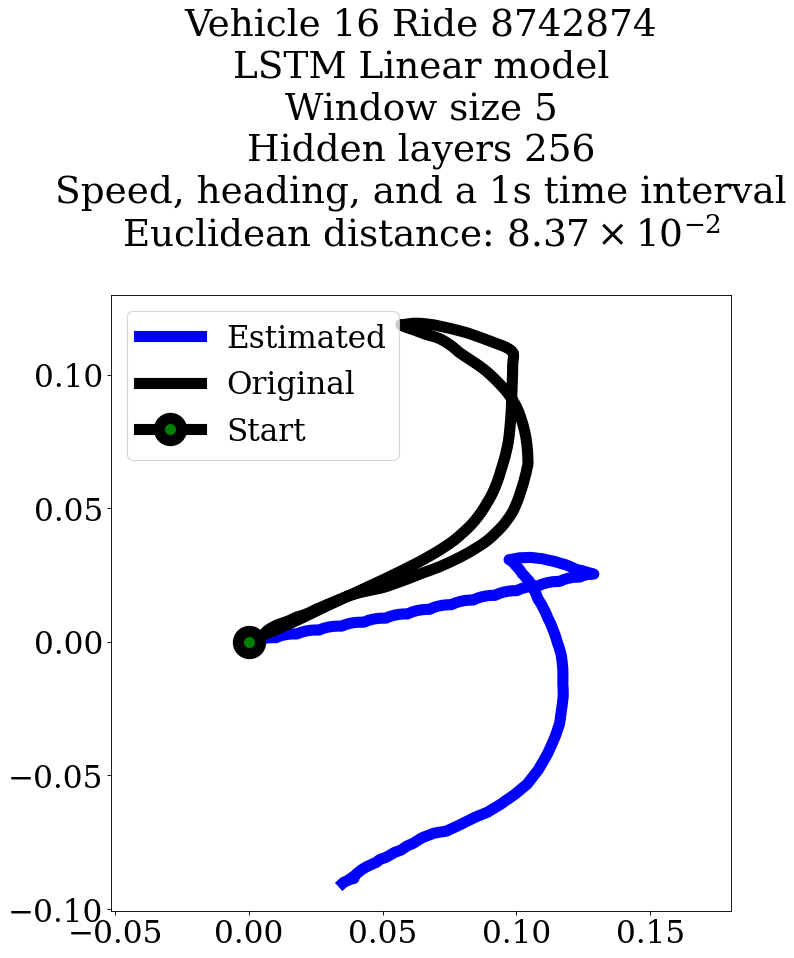 Vehicle 16 Ride 8742874
LSTM Linear model
Window size 5
Hidden layers 256
Speed, heading, and a 1s time interval
Euclidean distance: 8.37 × 10⁻²
Estimated
Original
Start
0.10
0.05
0.00
−0.05
−0.10
−0.05
0.00
0.05
0.10
0.15